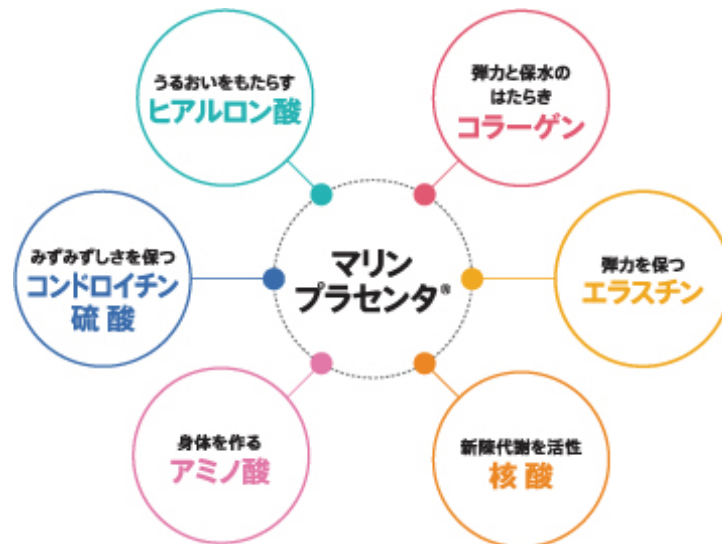 うるおいをもたらす
ヒアルロン酸
弾力と保水の
はたらき
コラーゲン
みずみずしさを保つ
コンドロイチン
硫酸
マリン
プラセンタ®
弾力を保つ
エラスチン
身体を作る
アミノ酸
新陳代謝を活性
核酸